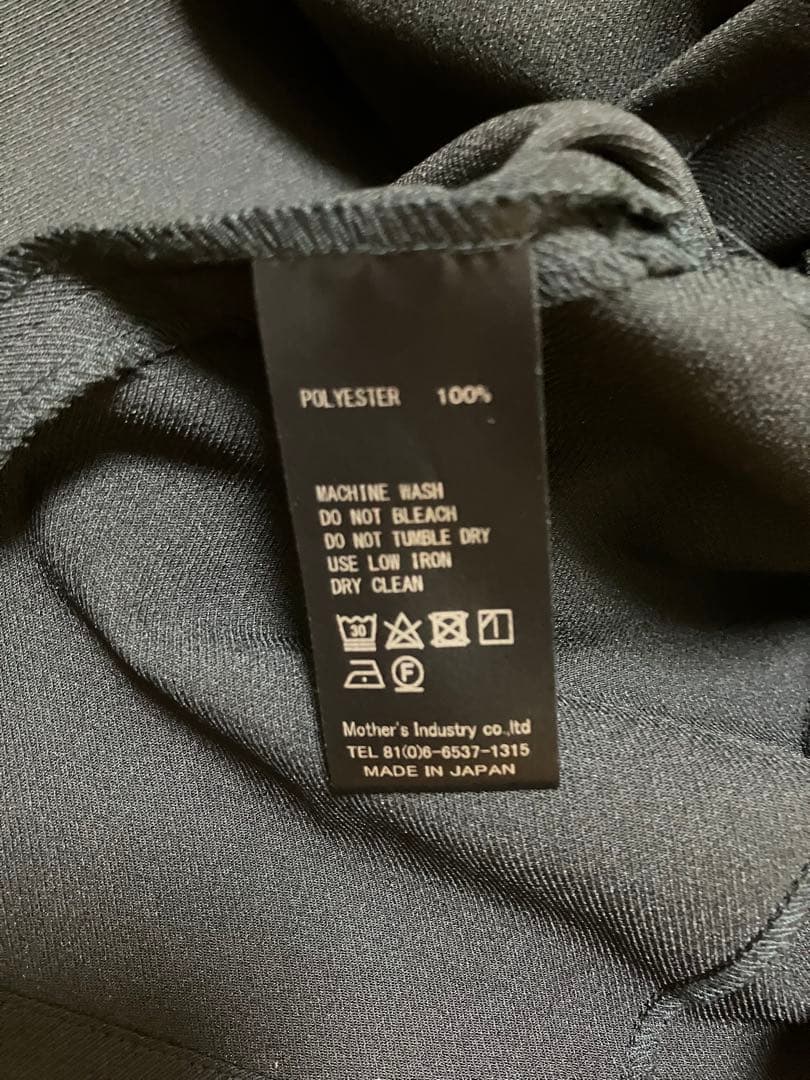 POLYESTER 100%
MACHINE WASH
DO NOT BLEACH
DO NOT TUMBLE DRY
USE LOW IRON
DRY CLEAN
30
F
Mother's Industry co.,ltd
TEL 81(0)6-6537-1315
MADE IN JAPAN